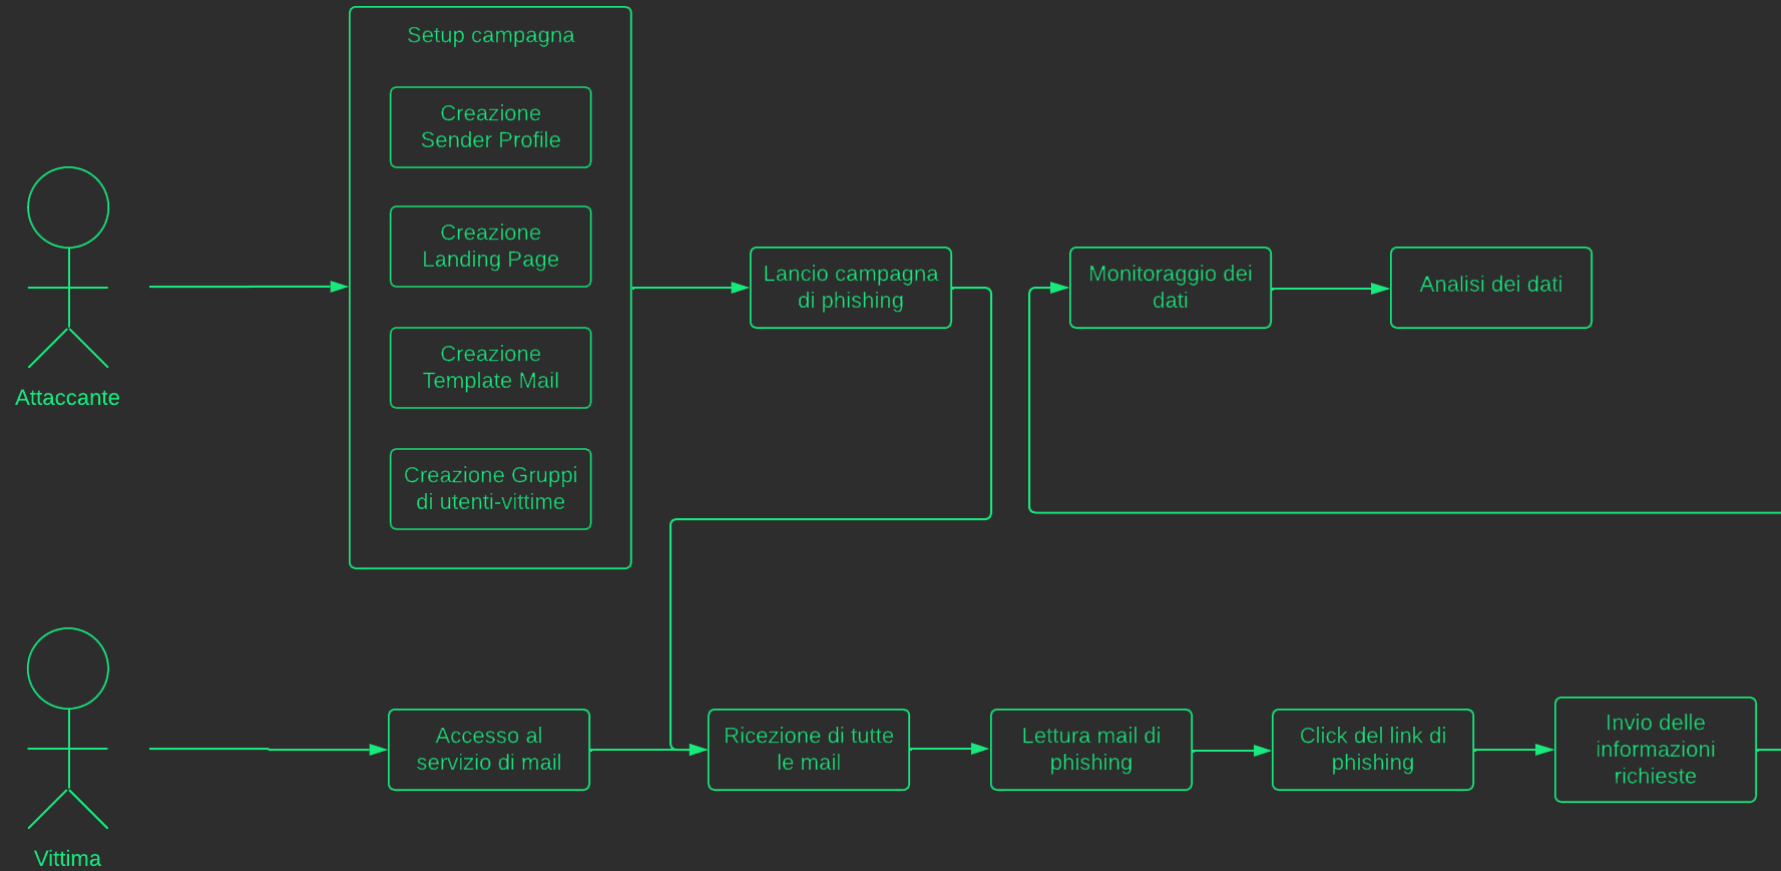 Setup campagna
Creazione
Sender Profile
Creazione
Landing Page
Creazione
Template Mail
Creazione Gruppi
di utenti-vittime
Attaccante
Lancio campagna
di phishing
Monitoraggio dei
dati
Analisi dei dati
Vittima
Accesso al
servizio di mail
Ricezione di tutte
le mail
Lettura mail di
phishing
Click del link di
phishing
Invio delle
informazioni
richieste